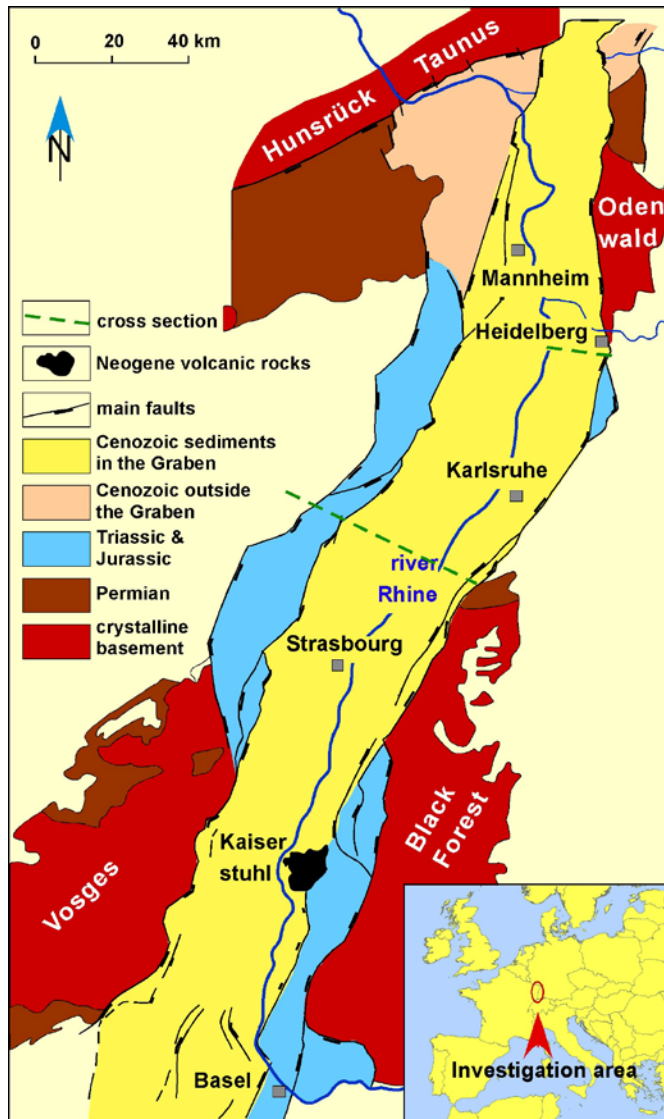 0 20 40 km
N
Hunsrück Taunus
Oden
wald
Mannheim
Heidelberg
cross section
Neogene volcanic rocks
main faults
Cenozoic sediments
in the Graben
Cenozoic outside
the Graben
Triassic &
Jurassic
Permian
crystalline
basement
Karlsruhe
river
Rhine
Strasbourg
Kaiser
stuhl
Vosges
Black
Forest
Basel
Investigation area